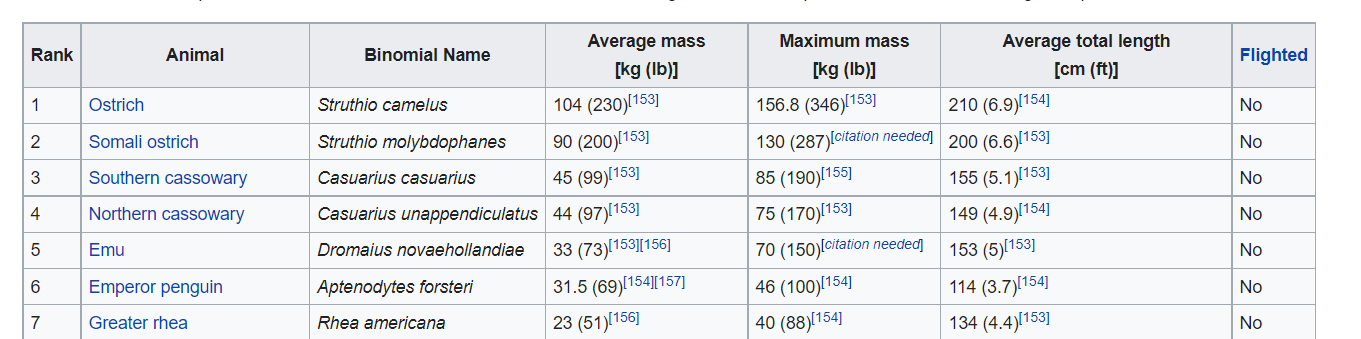 Rank Animal Binomial Name Average mass [kg (lb)] Maximum mass [kg (lb)] Average total length [cm (ft)] Flighted
1 Ostrich Struthio camelus 104 (230)[153] 156.8 (346)[153] 210 (6.9)[154] No
2 Somali ostrich Struthio molybdophanes 90 (200)[153] 130 (287)[citation needed] 200 (6.6)[153] No
3 Southern cassowary Casuarius casuarius 45 (99)[153] 85 (190)[155] 155 (5.1)[153] No
4 Northern cassowary Casuarius unappendiculatus 44 (97)[153] 75 (170)[153] 149 (4.9)[154] No
5 Emu Dromaius novaehollandiae 33 (73)[153][156] 70 (150)[citation needed] 153 (5)[153] No
6 Emperor penguin Aptenodytes forsteri 31.5 (69)[154][157] 46 (100)[154] 114 (3.7)[154] No
7 Greater rhea Rhea americana 23 (51)[156] 40 (88)[154] 134 (4.4)[153] No